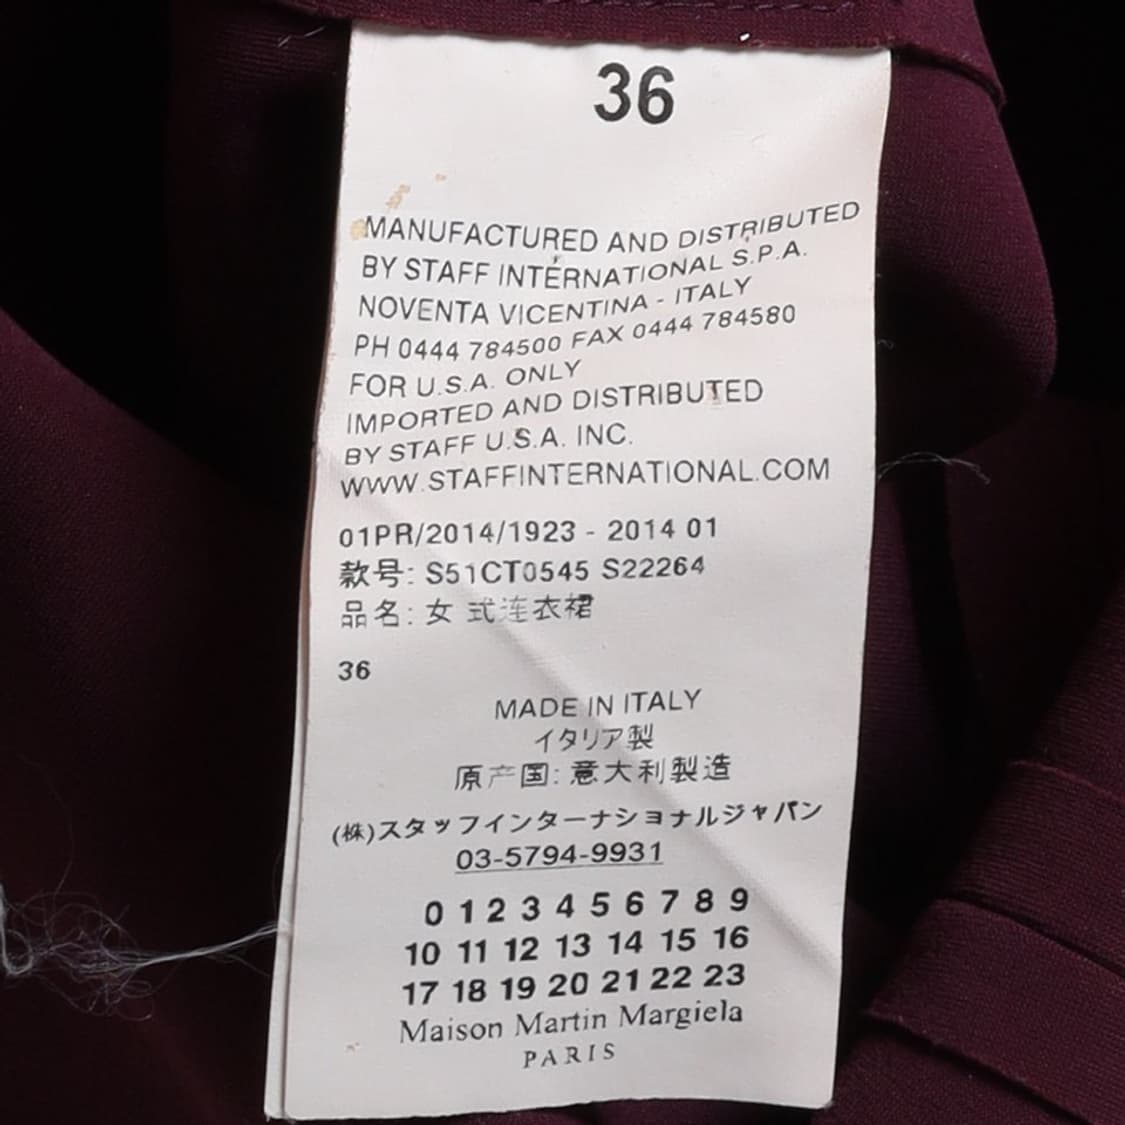 36
MANUFACTURED AND DISTRIBUTED
BY STAFF INTERNATIONAL S.P.A.
NOVENTA VICENTINA - ITALY
PH 0444 784500 FAX 0444 784580
FOR U.S.A. ONLY
IMPORTED AND DISTRIBUTED
BY STAFF U.S.A. INC.
WWW.STAFFINTERNATIONAL.COM
01PR/2014/1923 - 2014 01
款号: S51CT0545 S22264
品名: 女 式连衣裙
36
MADE IN ITALY
イタリア製
原产国: 意大利製造
(株)スタッフインターナショナルジャパン
03-5794-9931
0 1 2 3 4 5 6 7 8 9
10 11 12 13 14 15 16
17 18 19 20 21 22 23
Maison Martin Margiela
PARIS